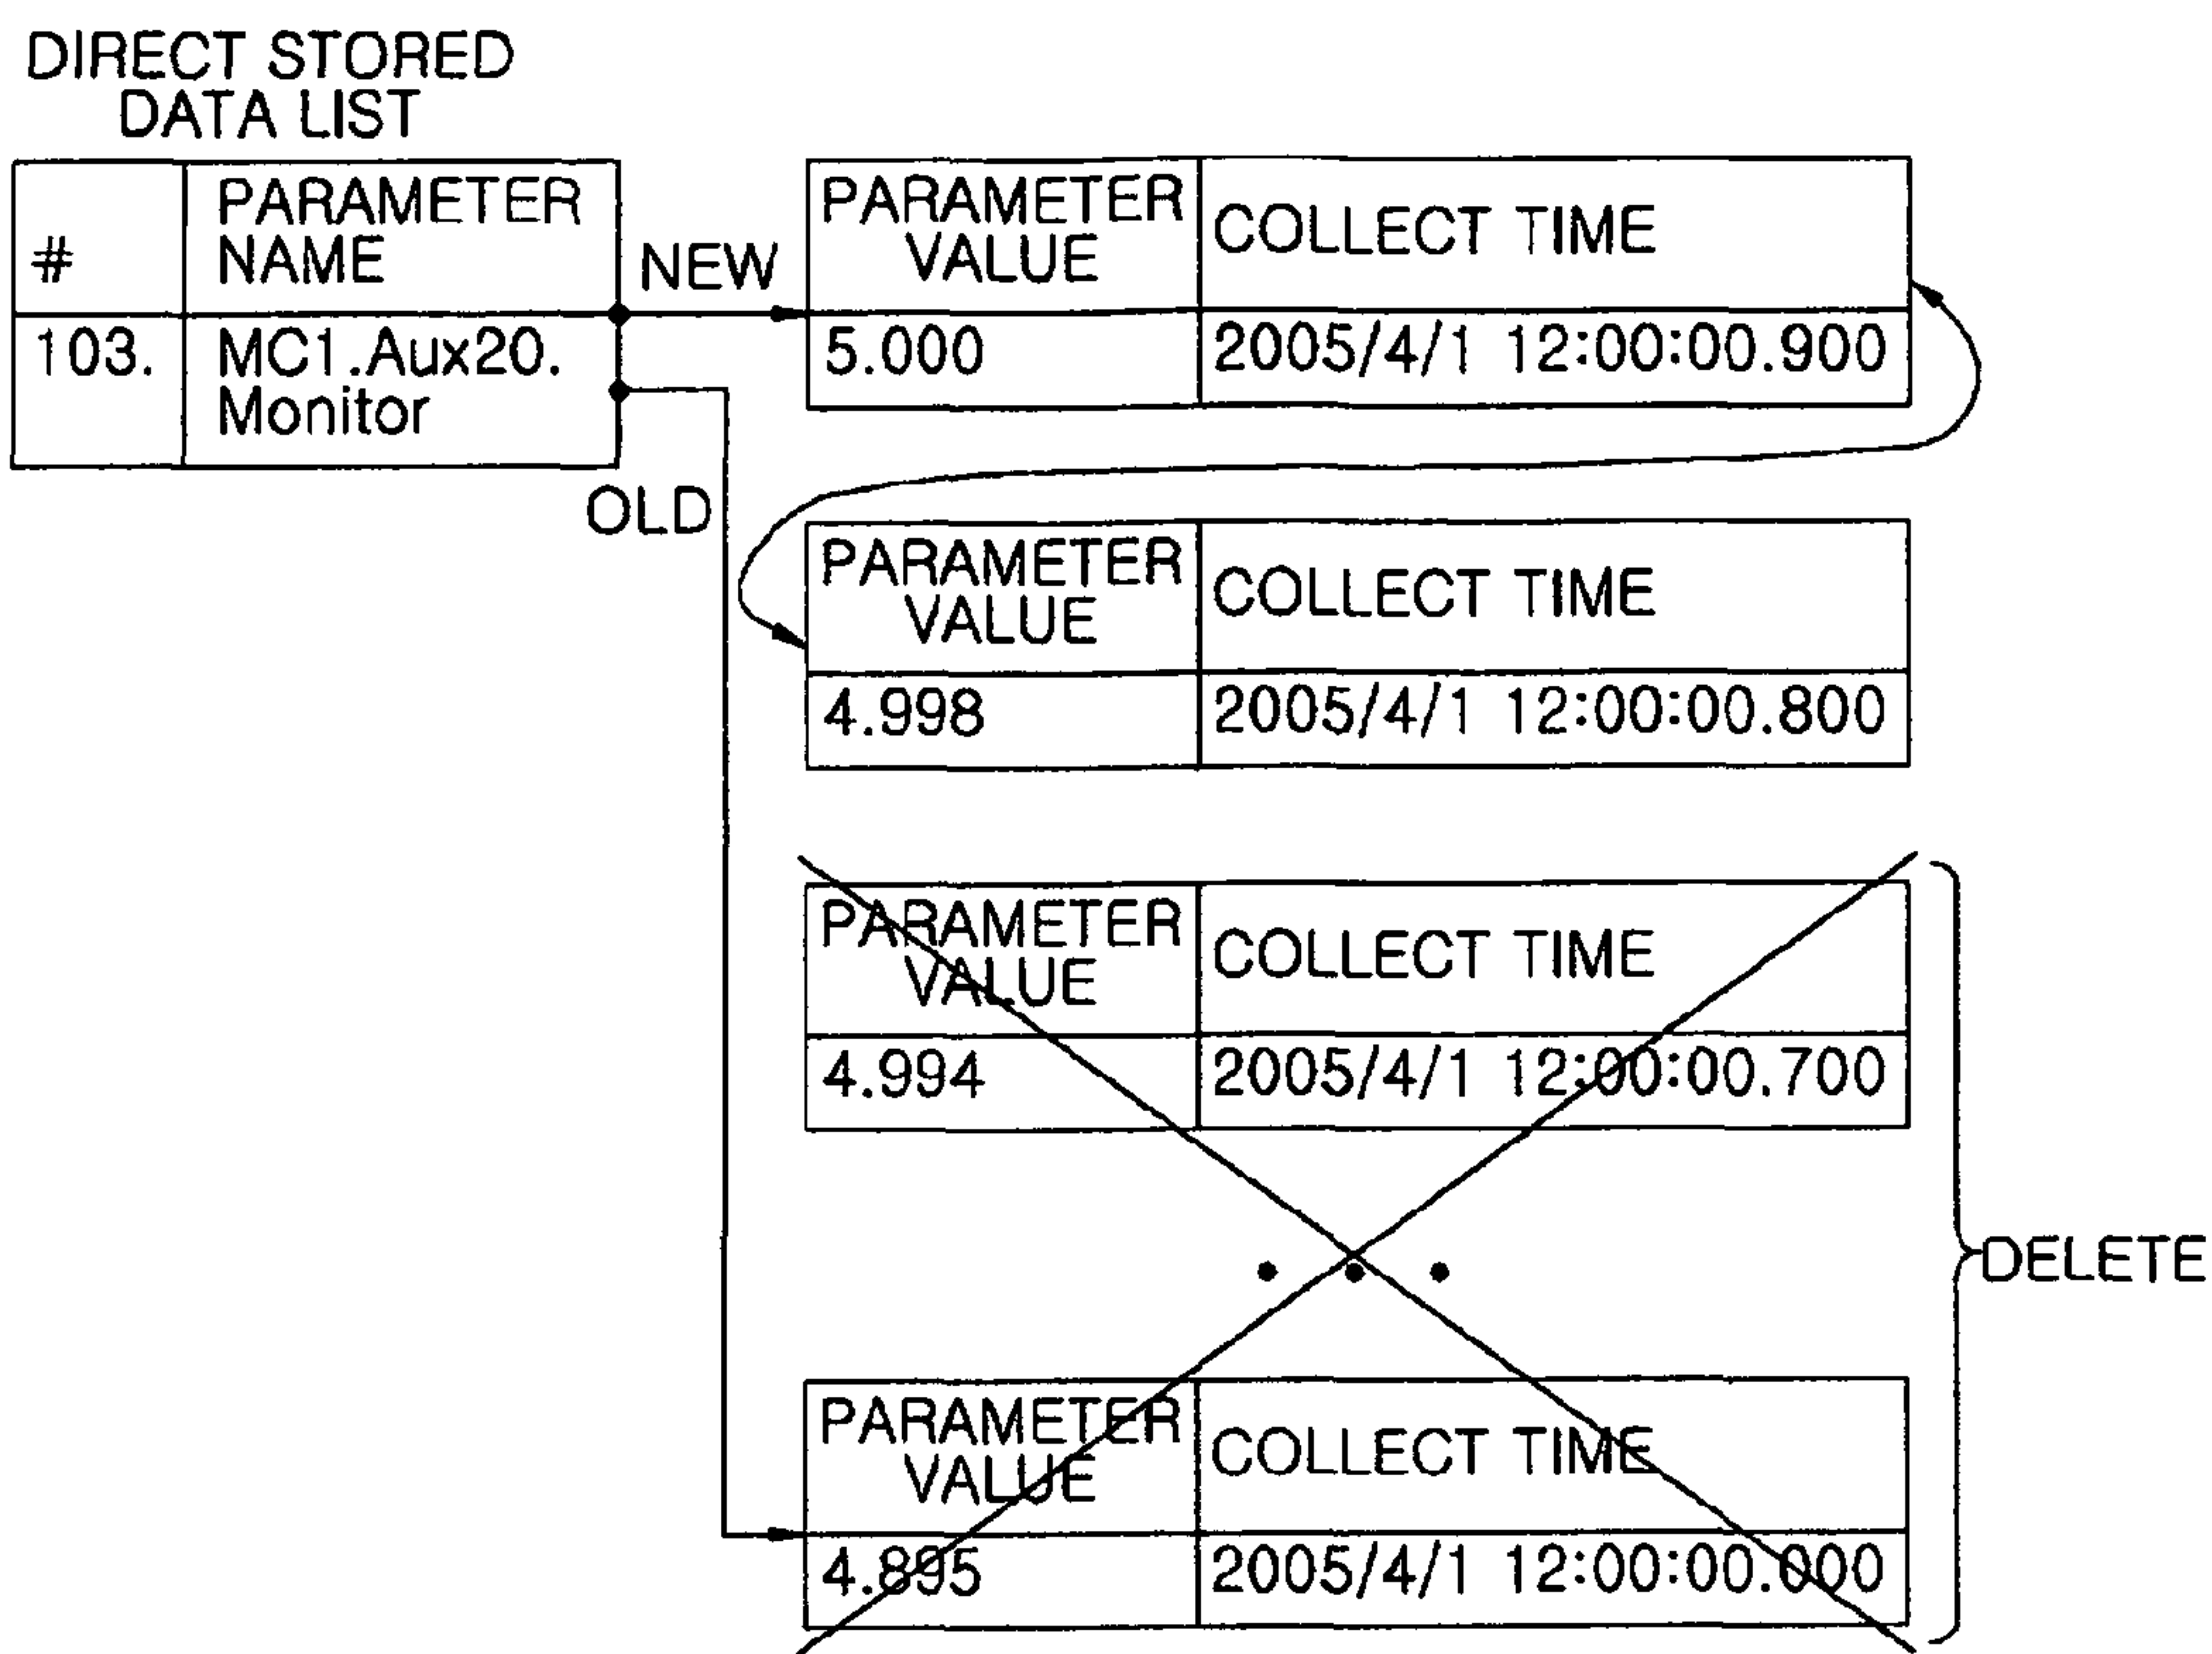 DIRECT STORED
DATA LIST
#
PARAMETER
NAME
103.
MC1.Aux20.
Monitor
NEW
OLD
PARAMETER
VALUE
COLLECT TIME
5.000
2005/4/1 12:00:00.900
PARAMETER
VALUE
COLLECT TIME
4.998
2005/4/1 12:00:00.800
PARAMETER
VALUE
COLLECT TIME
4.994
2005/4/1 12:00:00.700
DELETE
PARAMETER
VALUE
COLLECT TIME
4.895
2005/4/1 12:00:00.000